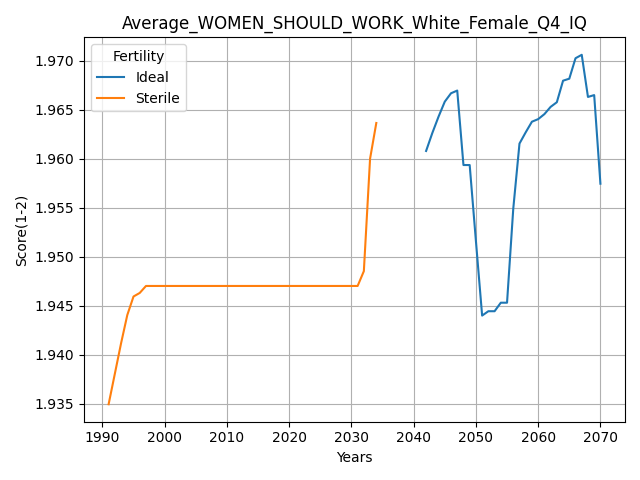 Average_WOMEN_SHOULD_WORK_White_Female_Q4_IQ
Fertility
Ideal
Sterile
Score(1-2)
1.970
1.965
1.960
1.955
1.950
1.945
1.940
1.935
1990 2000 2010 2020 2030 2040 2050 2060 2070
Years